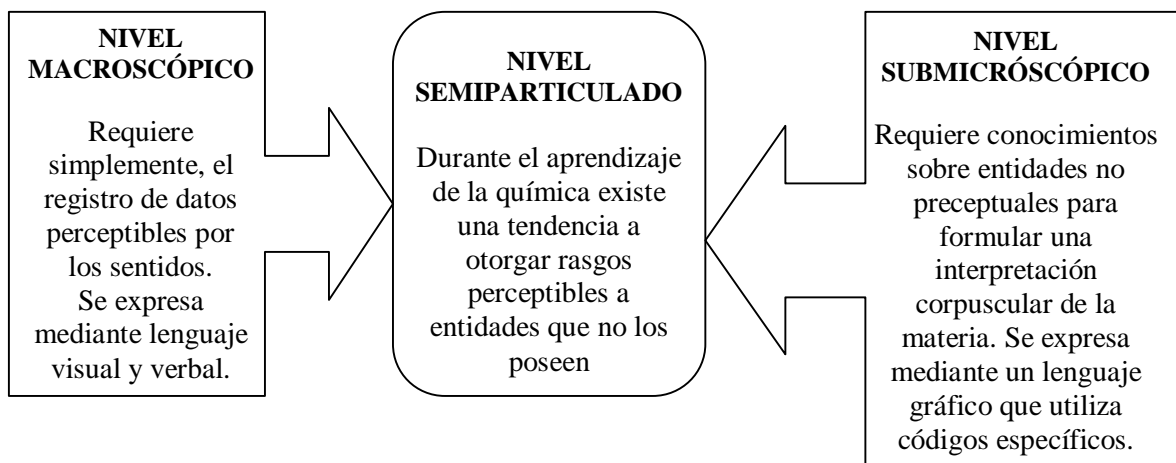 NIVEL
MACROSCÓPICO
Requiere
simplemente, el
registro de datos
perceptibles por
los sentidos.
Se expresa
mediante lenguaje
visual y verbal.
NIVEL
SEMIPARTICULADO
Durante el aprendizaje
de la química existe
una tendencia a
otorgar rasgos
perceptibles a
entidades que no los
poseen
NIVEL
SUBMICRÓSCÓPICO
Requiere conocimientos
sobre entidades no
preceptuales para
formular una
interpretación
corpuscular de la
materia. Se expresa
mediante un lenguaje
gráfico que utiliza
códigos específicos.